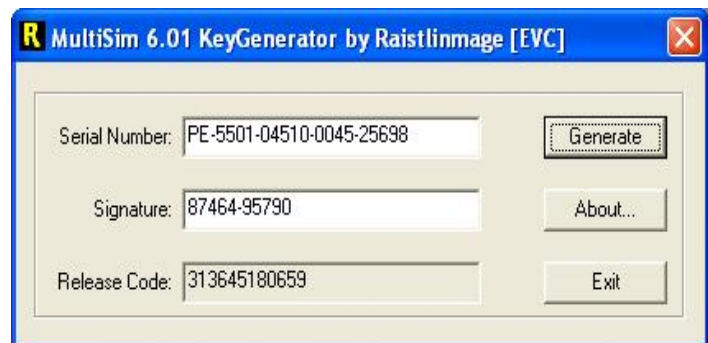 R MultiSim 6.01 KeyGenerator by Raistlinmage [EVC]
Serial Number: PE-5501-04510-0045-25698 Generate
Signature: 87464-95790 About...
Release Code: 313645180659 Exit